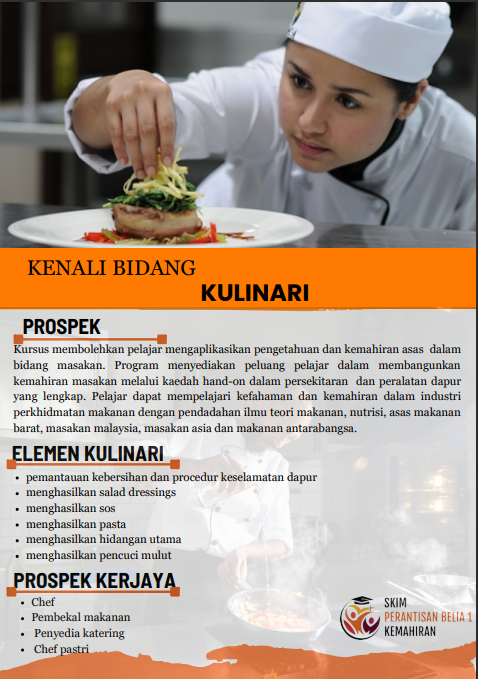 KENALI BIDANG
KULINARI
PROSPEK
Kursus membolehkan pelajar mengaplikasikan pengetahuan dan kemahiran asas dalam
bidang masakan. Program menyediakan peluang pelajar dalam membangunkan
kemahiran masakan melalui kaedah hand-on dalam persekitaran dan peralatan dapur
yang lengkap. Pelajar dapat mempelajari kefahaman dan kemahiran dalam industri
perkhidmatan makanan dengan pendadahan ilmu teori makanan, nutrisi, asas makanan
barat, masakan malaysia, masakan asia dan makanan antarabangsa.
ELEMEN KULINARI
• pemantauan kebersihan dan procedur keselamatan dapur
• menghasilkan salad dressings
• menghasilkan sos
• menghasilkan pasta
• menghasilkan hidangan utama
• menghasilkan pencuci mulut
PROSPEK KERJAYA
• Chef
• Pembekal makanan
• Penyedia katering
• Chef pastri
SKIM
PERANTISAN BELIA 1
KEMAHIRAN